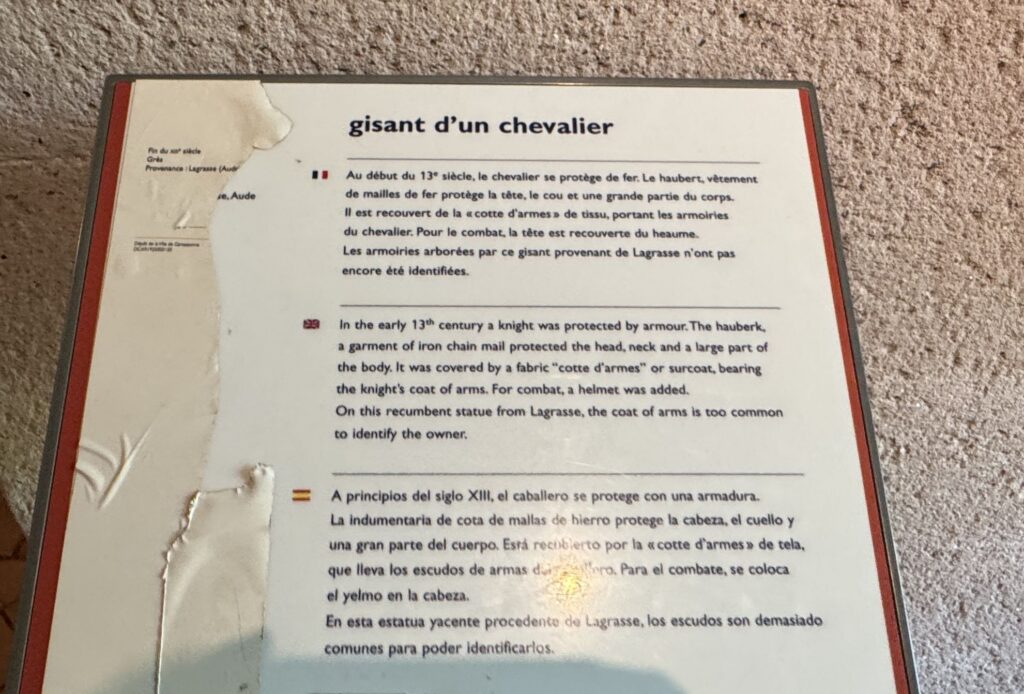 gisant d'un chevalier
Fin du XIIIe siècle
Grès
Provenance : Lagrasse (Aude
Aude
Au début du 13e siècle, le chevalier se protège de fer. Le haubert, vêtement
de mailles de fer protège la tête, le cou et une grande partie du corps.
Il est recouvert de la « cotte d'armes » de tissu, portant les armoiries
du chevalier. Pour le combat, la tête est recouverte du heaume.
Les armoiries arborées par ce gisant provenant de Lagrasse n'ont pas
encore été identifiées.
In the early 13th century a knight was protected by armour. The hauberk,
a garment of iron chain mail protected the head, neck and a large part of
the body. It was covered by a fabric "cotte d'armes" or surcoat, bearing
the knight's coat of arms. For combat, a helmet was added.
On this recumbent statue from Lagrasse, the coat of arms is too common
to identify the owner.
A principios del siglo XIII, el caballero se protege con una armadura.
La indumentaria de cota de mallas de hierro protege la cabeza, el cuello y
una gran parte del cuerpo. Está recubierto por la « cotte d'armes » de tela,
que lleva los escudos de armas Para el combate, se coloca
el yelmo en la cabeza.
En esta estatua yacente procedente de Lagrasse, los escudos son demasiado
comunes para poder identificarlos.